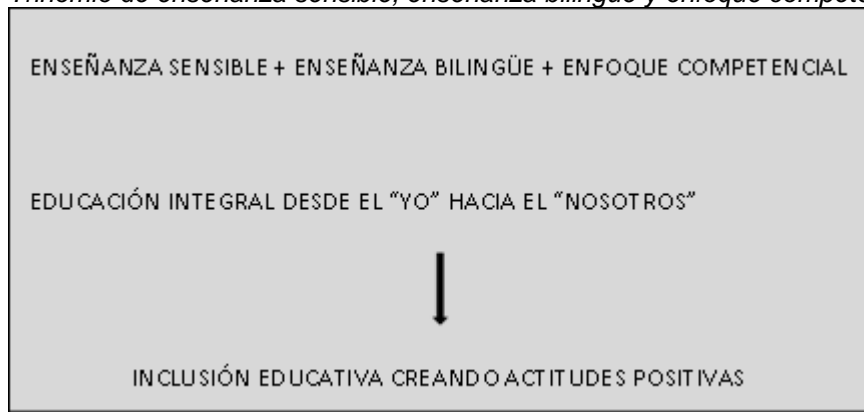 Trinomio de enseñanza sensible, enseñanza bilingüe y enfoque
ENSEÑANZA SENSIBLE + ENSEÑANZA BILINGÜE + ENFOQUE COMPETENCIAL
EDUCACIÓN INTEGRAL DESDE EL “YO” HACIA EL “NOSOTROS”
INCLUSIÓN EDUCATIVA CREANDO ACTITUDES POSITIVAS